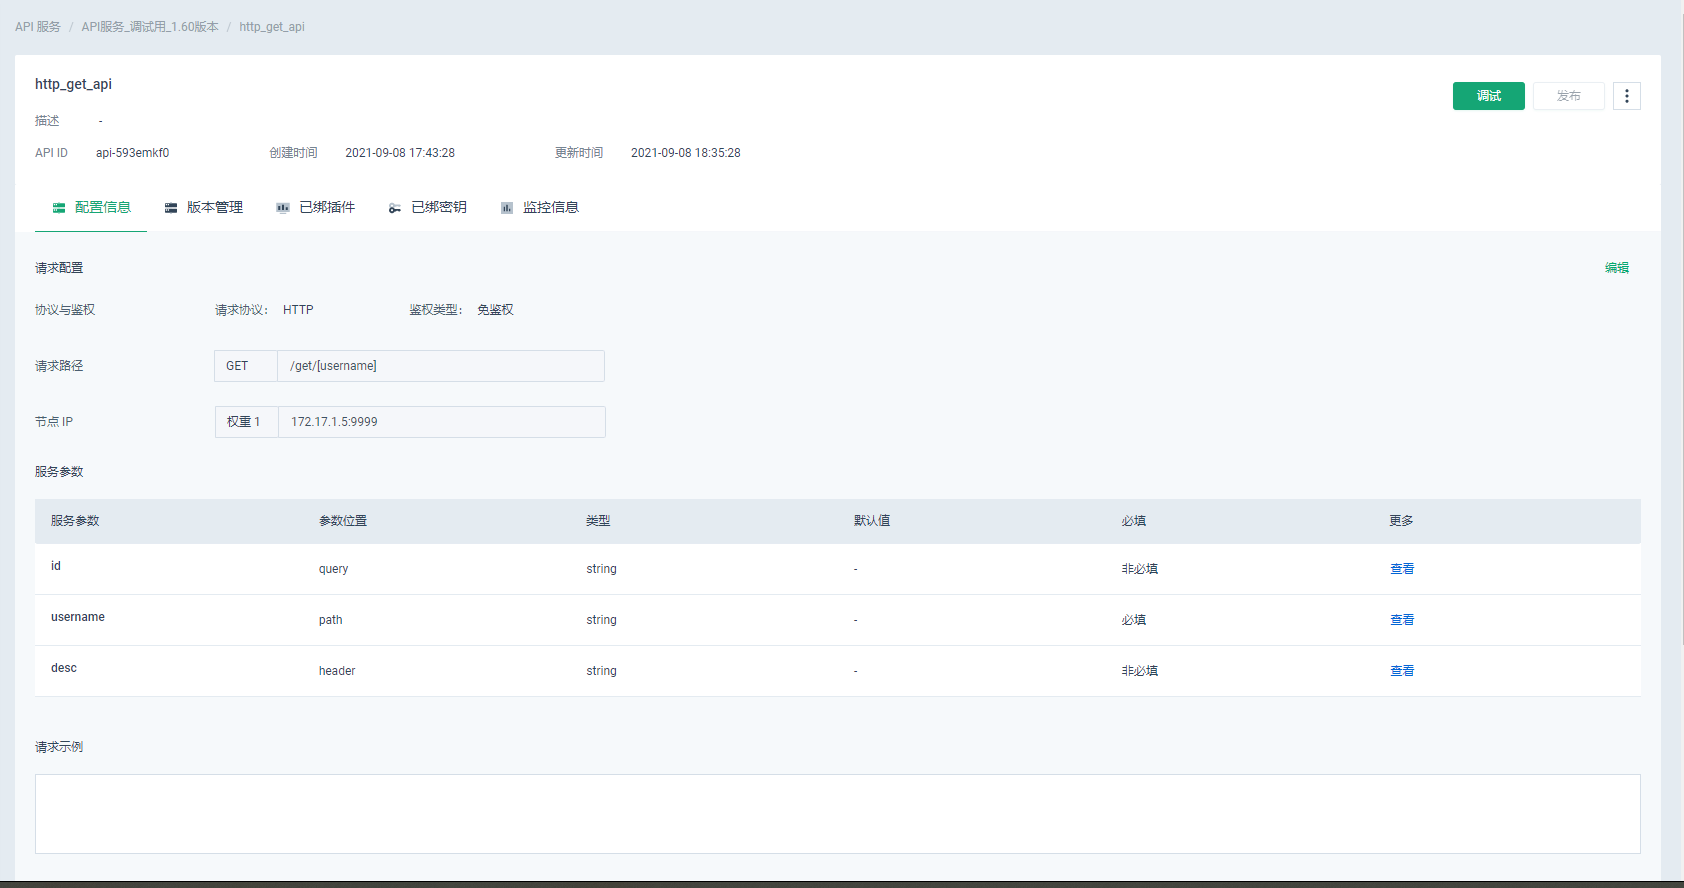 API 服务 / API服务_调试用_1.60版本 / http_get_api
http_get_api
调试 发布
描述 -
API ID api-593emkf0 创建时间 2021-09-08 17:43:28 更新时间 2021-09-08 18:35:28
配置信息 版本管理 已绑插件 已绑密钥 监控信息
请求配置 编辑
协议与鉴权 请求协议： HTTP 鉴权类型： 免鉴权
请求路径 GET /get/[username]
节点 IP 权重 1 172.17.1.5:9999
服务参数
服务参数 参数位置 类型 默认值 必填 更多
id query string - 非必填 查看
username path string - 必填 查看
desc header string - 非必填 查看
请求示例